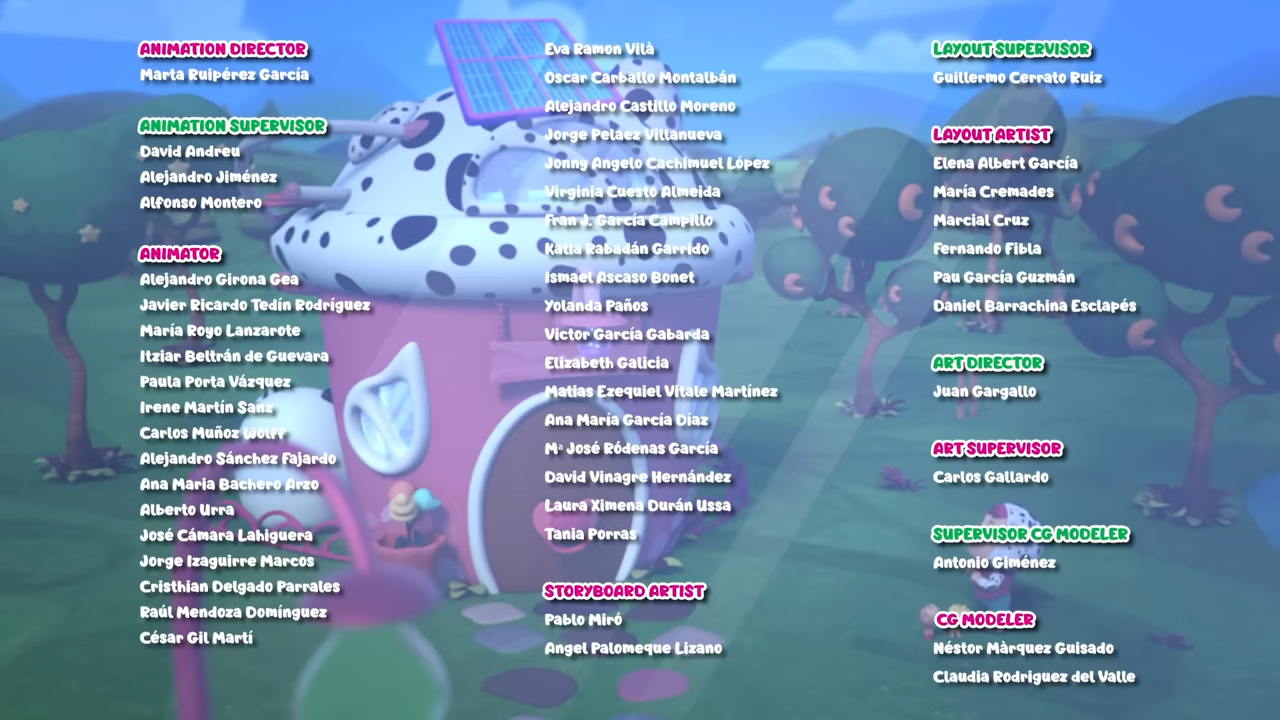 ANIMATION DIRECTOR
Marta Ruipérez García
ANIMATION SUPERVISOR
David Andreu
Alejandro Jiménez
Alfonso Montero
ANIMATOR
Alejandro Girona Gea
Javier Ricardo Tedín Rodríguez
María Royo Lanzarote
Itziar Beltrán de Guevara
Paula Porta Vázquez
Irene Martín Sanz
Carlos Muñoz Wolff
Alejandro Sánchez Fajardo
Ana Maria Bachero Arzo
Alberto Urra
José Cámara Lahiguera
Jorge Izaguirre Marcos
Cristhian Delgado Parrales
Raúl Mendoza Domínguez
César Gil Martí
Eva Ramon Vilà
Oscar Carballo Montalbán
Alejandro Castillo Moreno
Jorge Peláez Villanueva
Jonny Angelo Cachimuel López
Virginia Cuesto Almeida
Fran J. García Campillo
Katia Rabadán Garrido
Ismael Ascaso Bonet
Yolanda Paños
Victor García Gabarda
Elizabeth Galicia
Matias Ezequiel Vitale Martínez
Ana María García Díaz
Mª José Ródenas García
David Vinagre Hernández
Laura Ximena Durán Ussa
Tania Porras
STORYBOARD ARTIST
Pablo Miró
Angel Palomeque Lizano
LAYOUT SUPERVISOR
Guillermo Cerrato Ruiz
LAYOUT ARTIST
Elena Albert García
María Cremades
Marcial Cruz
Fernando Fibla
Pau García Guzmán
Daniel Barrachina Esclapés
ART DIRECTOR
Juan Gargallo
ART SUPERVISOR
Carlos Gallardo
SUPERVISOR CG MODELER
Antonio Giménez
CG MODELER
Néstor Màrquez Guisado
Claudia Rodriguez del Valle